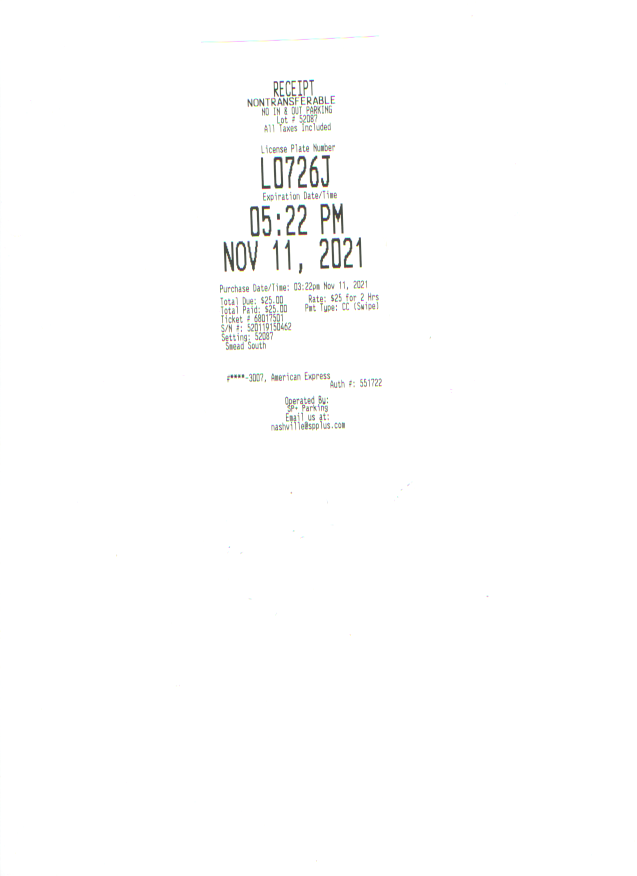 RECEIPT
NONTRANSFERABLE
NO IN & OUT PARKING
Lot # 52087
All Taxes Included
License Plate Number
L0726J
Expiration Date/Time
05:22 PM
NOV 11, 2021
Purchase Date/Time: 03:22pm Nov 11, 2021
Total Due: $25.00 Rate: $25 for 2 Hrs
Total Paid: $25.00 Pmt Type: CC (Swipe)
Ticket # 68017501
S/N #: 520119150462
Setting: 52087
Smead South
#****-3007, American Express
Auth #: 551722
Operated By:
SP+ Parking
Email us at:
nashville@spplus.com